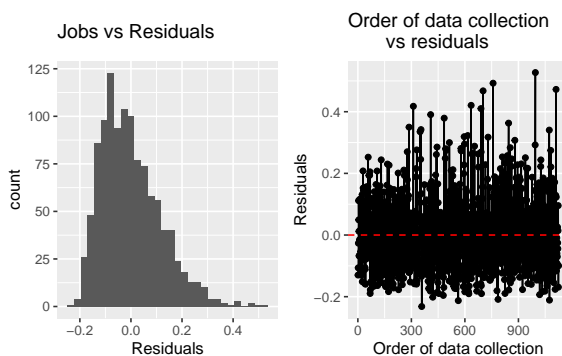 Jobs vs Residuals
125
100
75
50
25
0
count
−0.2
0.0
0.2
0.4
Residuals
Order of data collection
vs residuals
0.4
0.2
0.0
−0.2
Residuals
0
300
600
900
Order of data collection